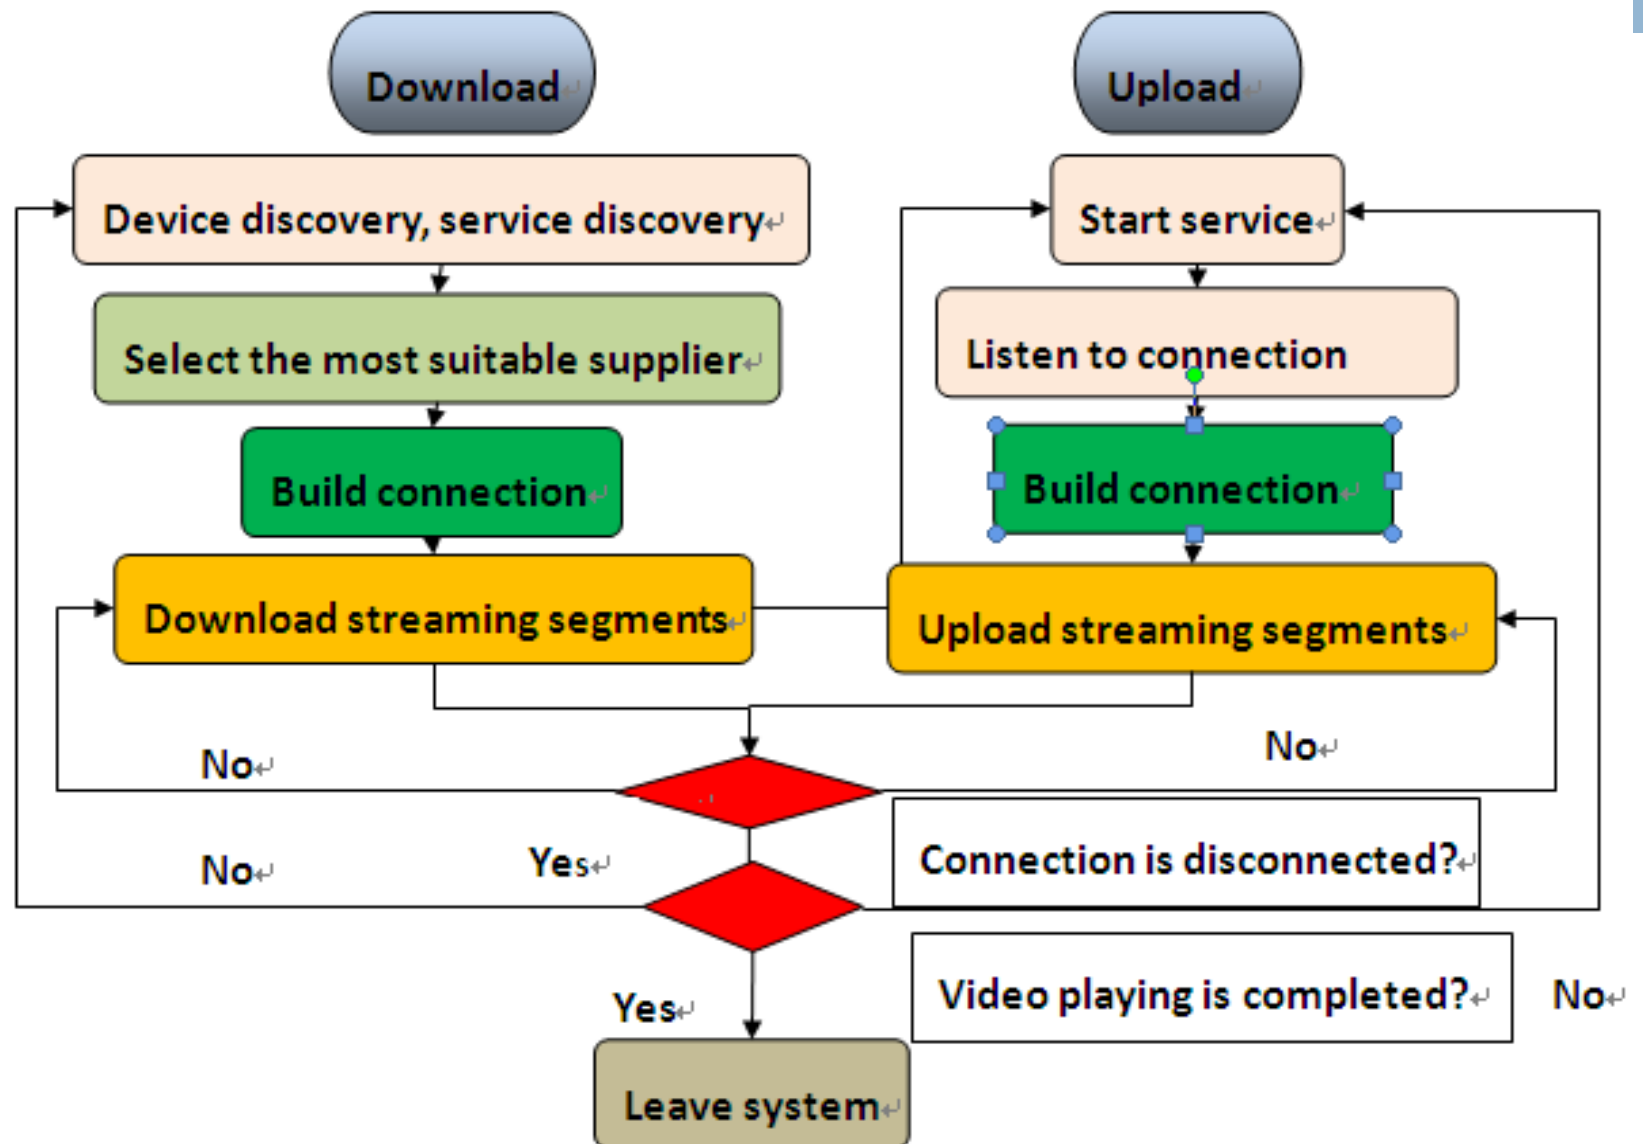 Download
Upload
Device discovery, service discovery
Start service
Select the most suitable supplier
Listen to connection
Build connection
Build connection
Download streaming segments
Upload streaming segments
No
No
Yes
No
Connection is disconnected?
Yes
Video playing is completed?
No
Leave system